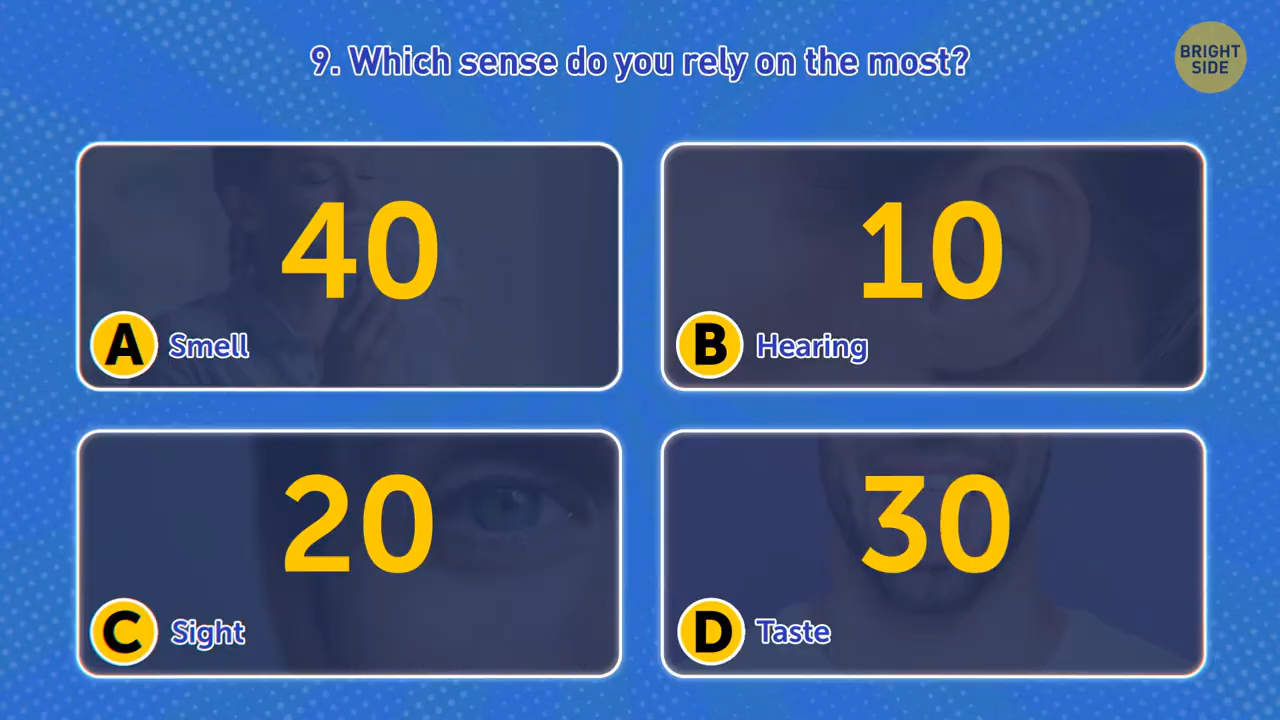 9. Which sense do you rely on the most?
BRIGHT
SIDE
40
A Smell
10
B Hearing
20
C Sight
30
D Taste